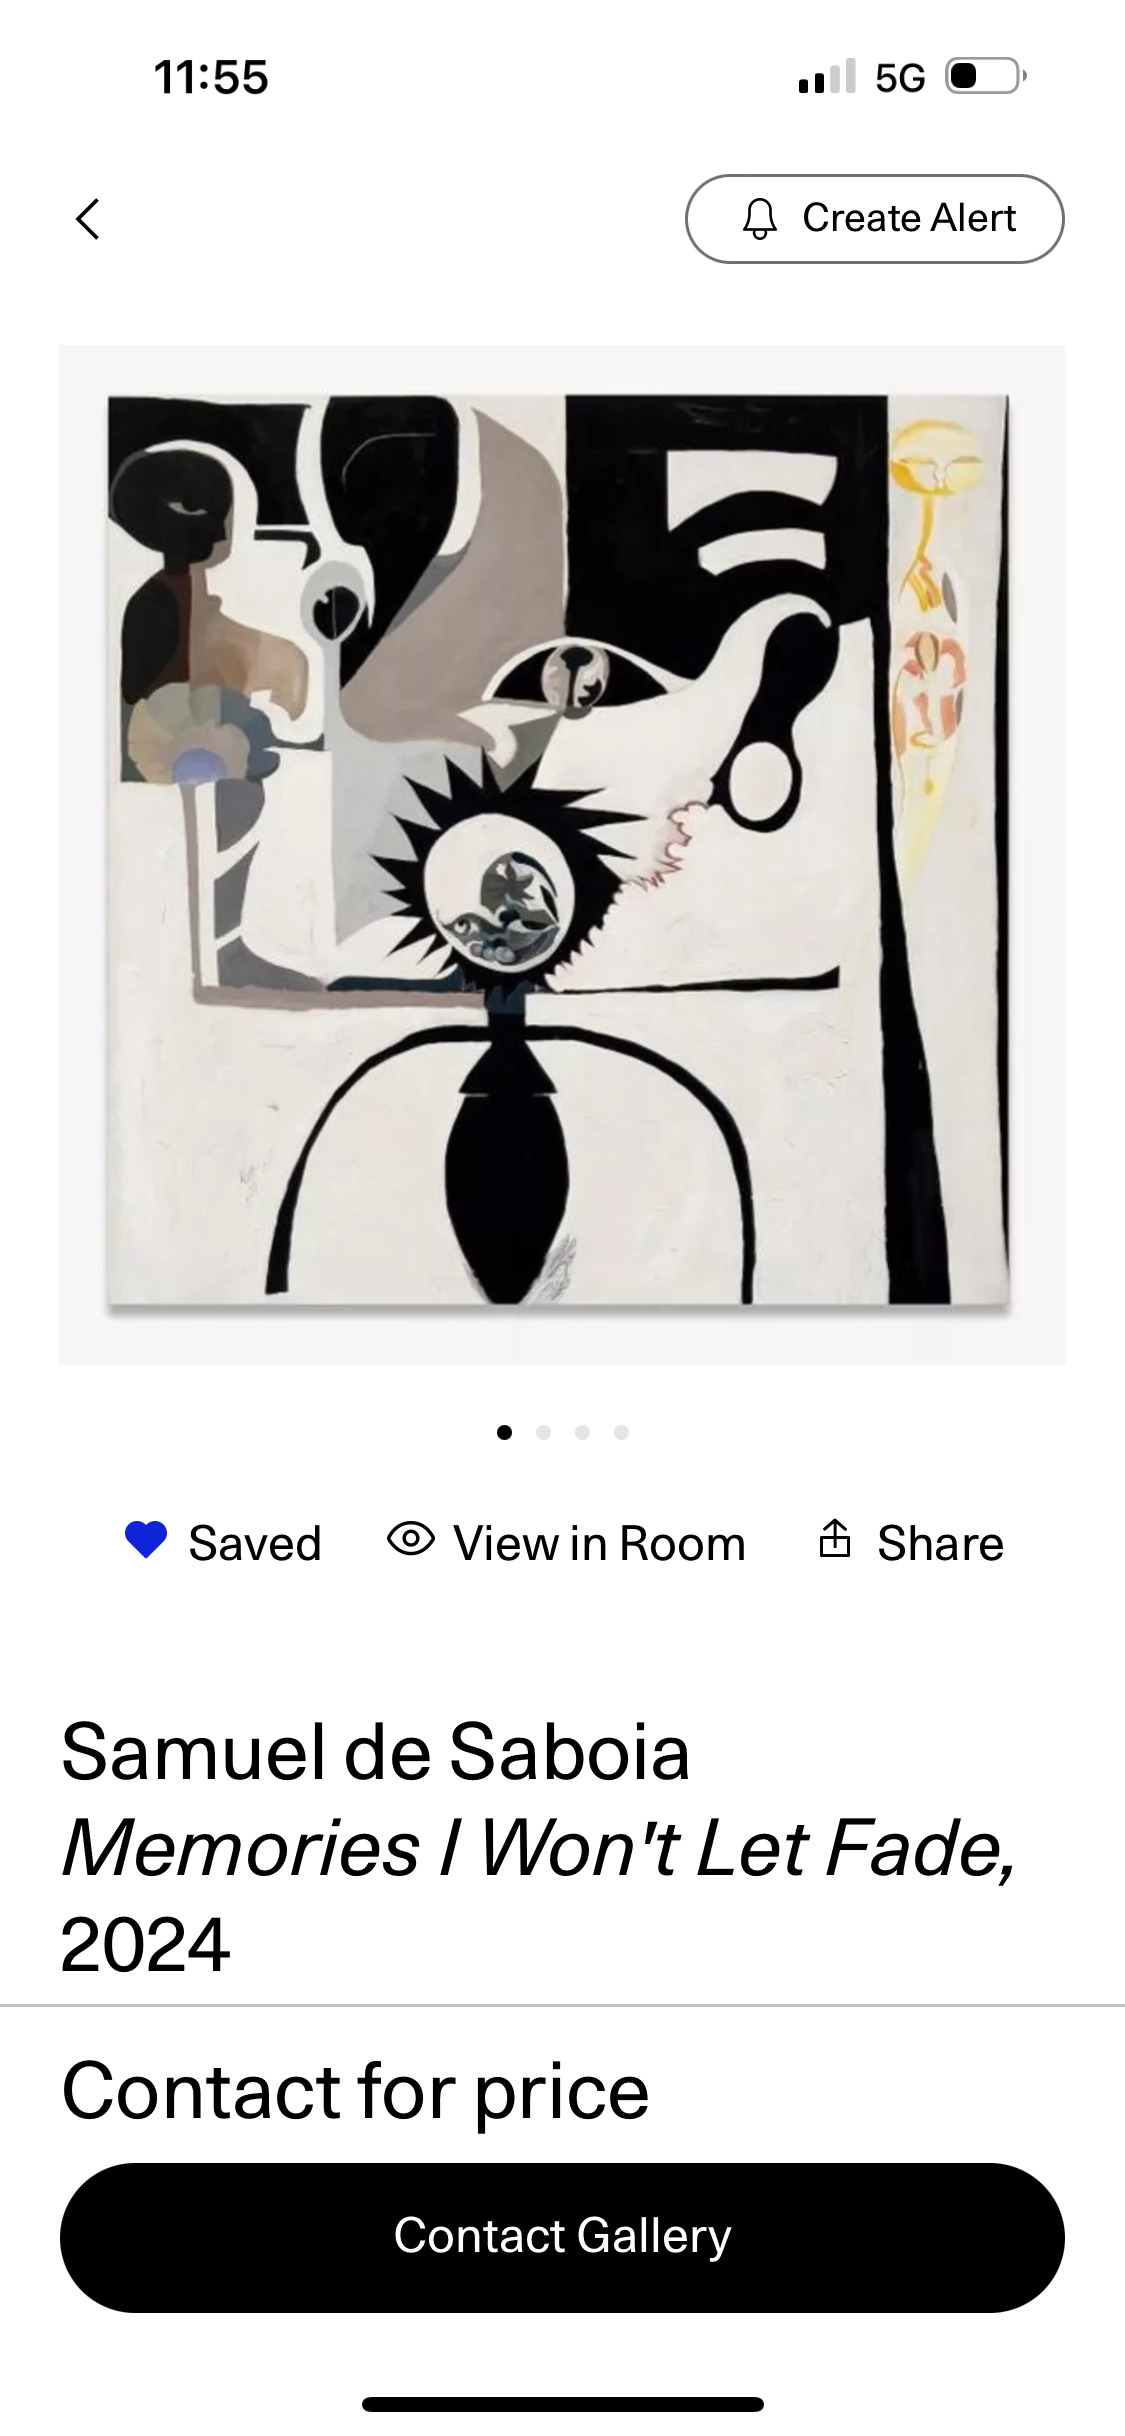 11:55
5G
Create Alert
Saved
View in Room
Share
Samuel de Saboia
Memories I Won't Let Fade,
2024
Contact for price
Contact Gallery